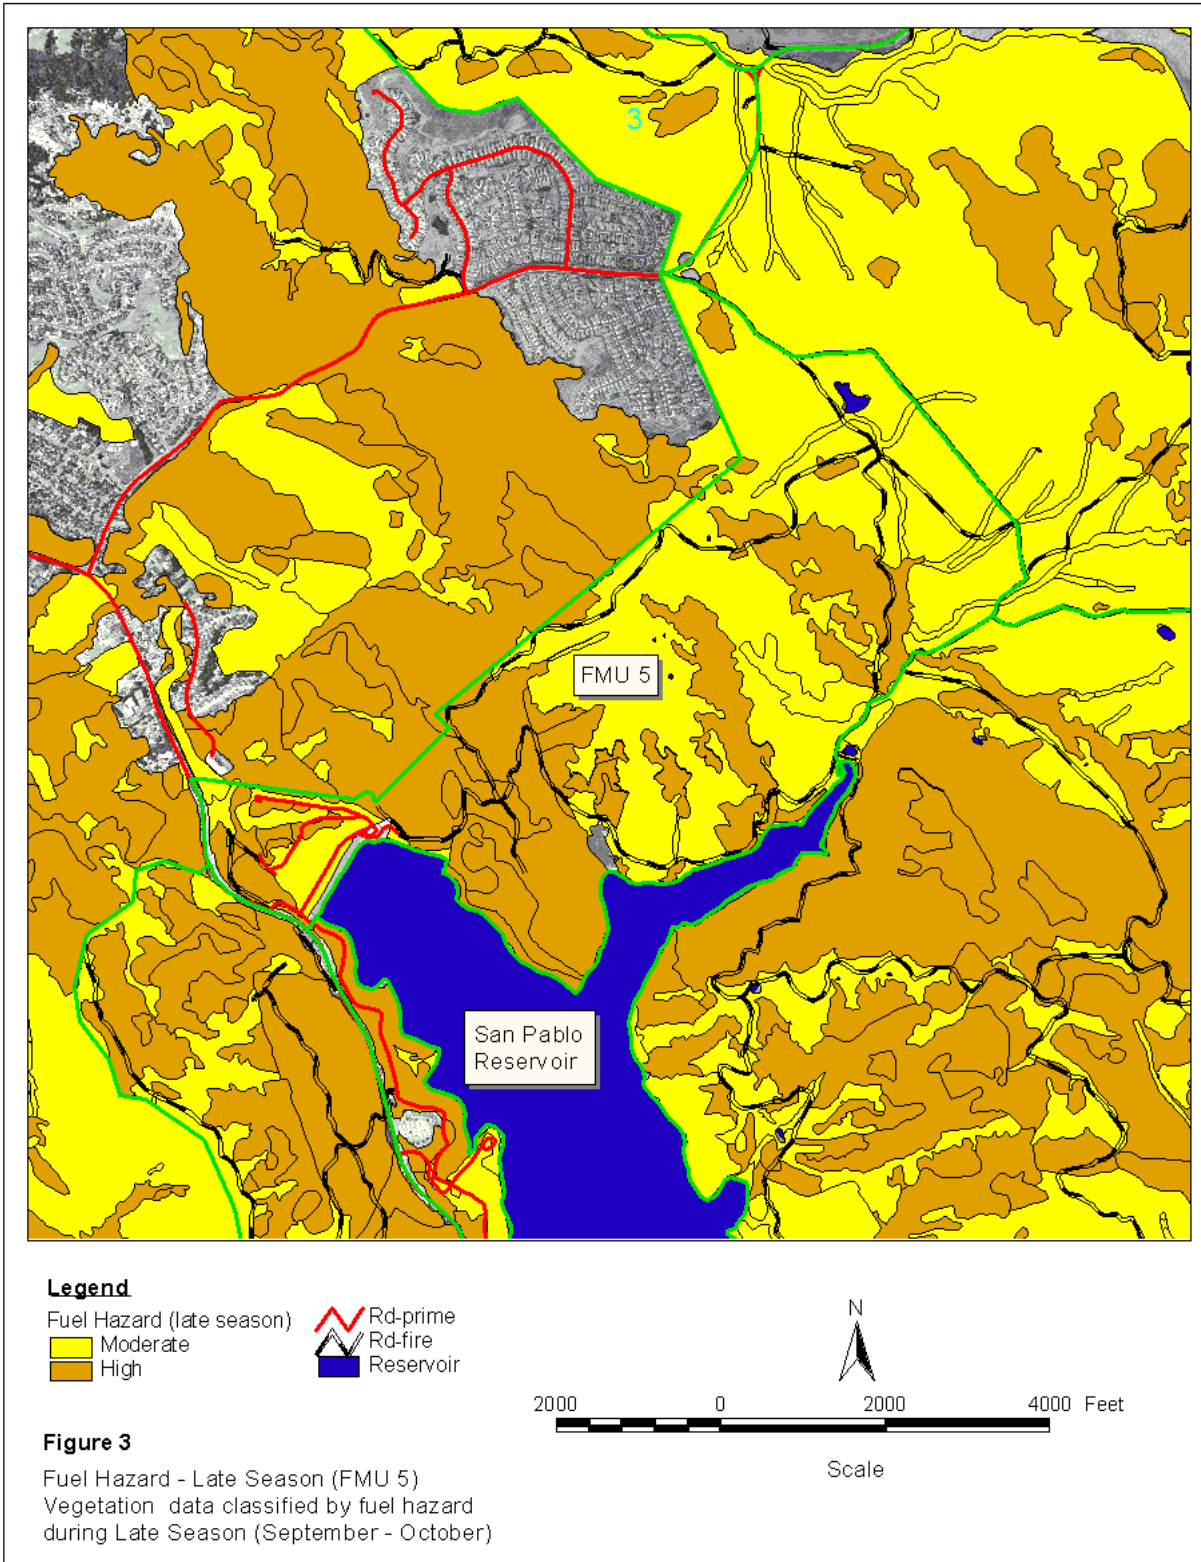 3
FMU 5
San Pablo
Reservoir
Legend
Fuel Hazard (late season)
Moderate
High
Rd-prime
Rd-fire
Reservoir
N
2000 0 2000 4000 Feet
Scale
Figure 3
Fuel Hazard - Late Season (FMU 5)
Vegetation data classified by fuel hazard
during Late Season (September - October)